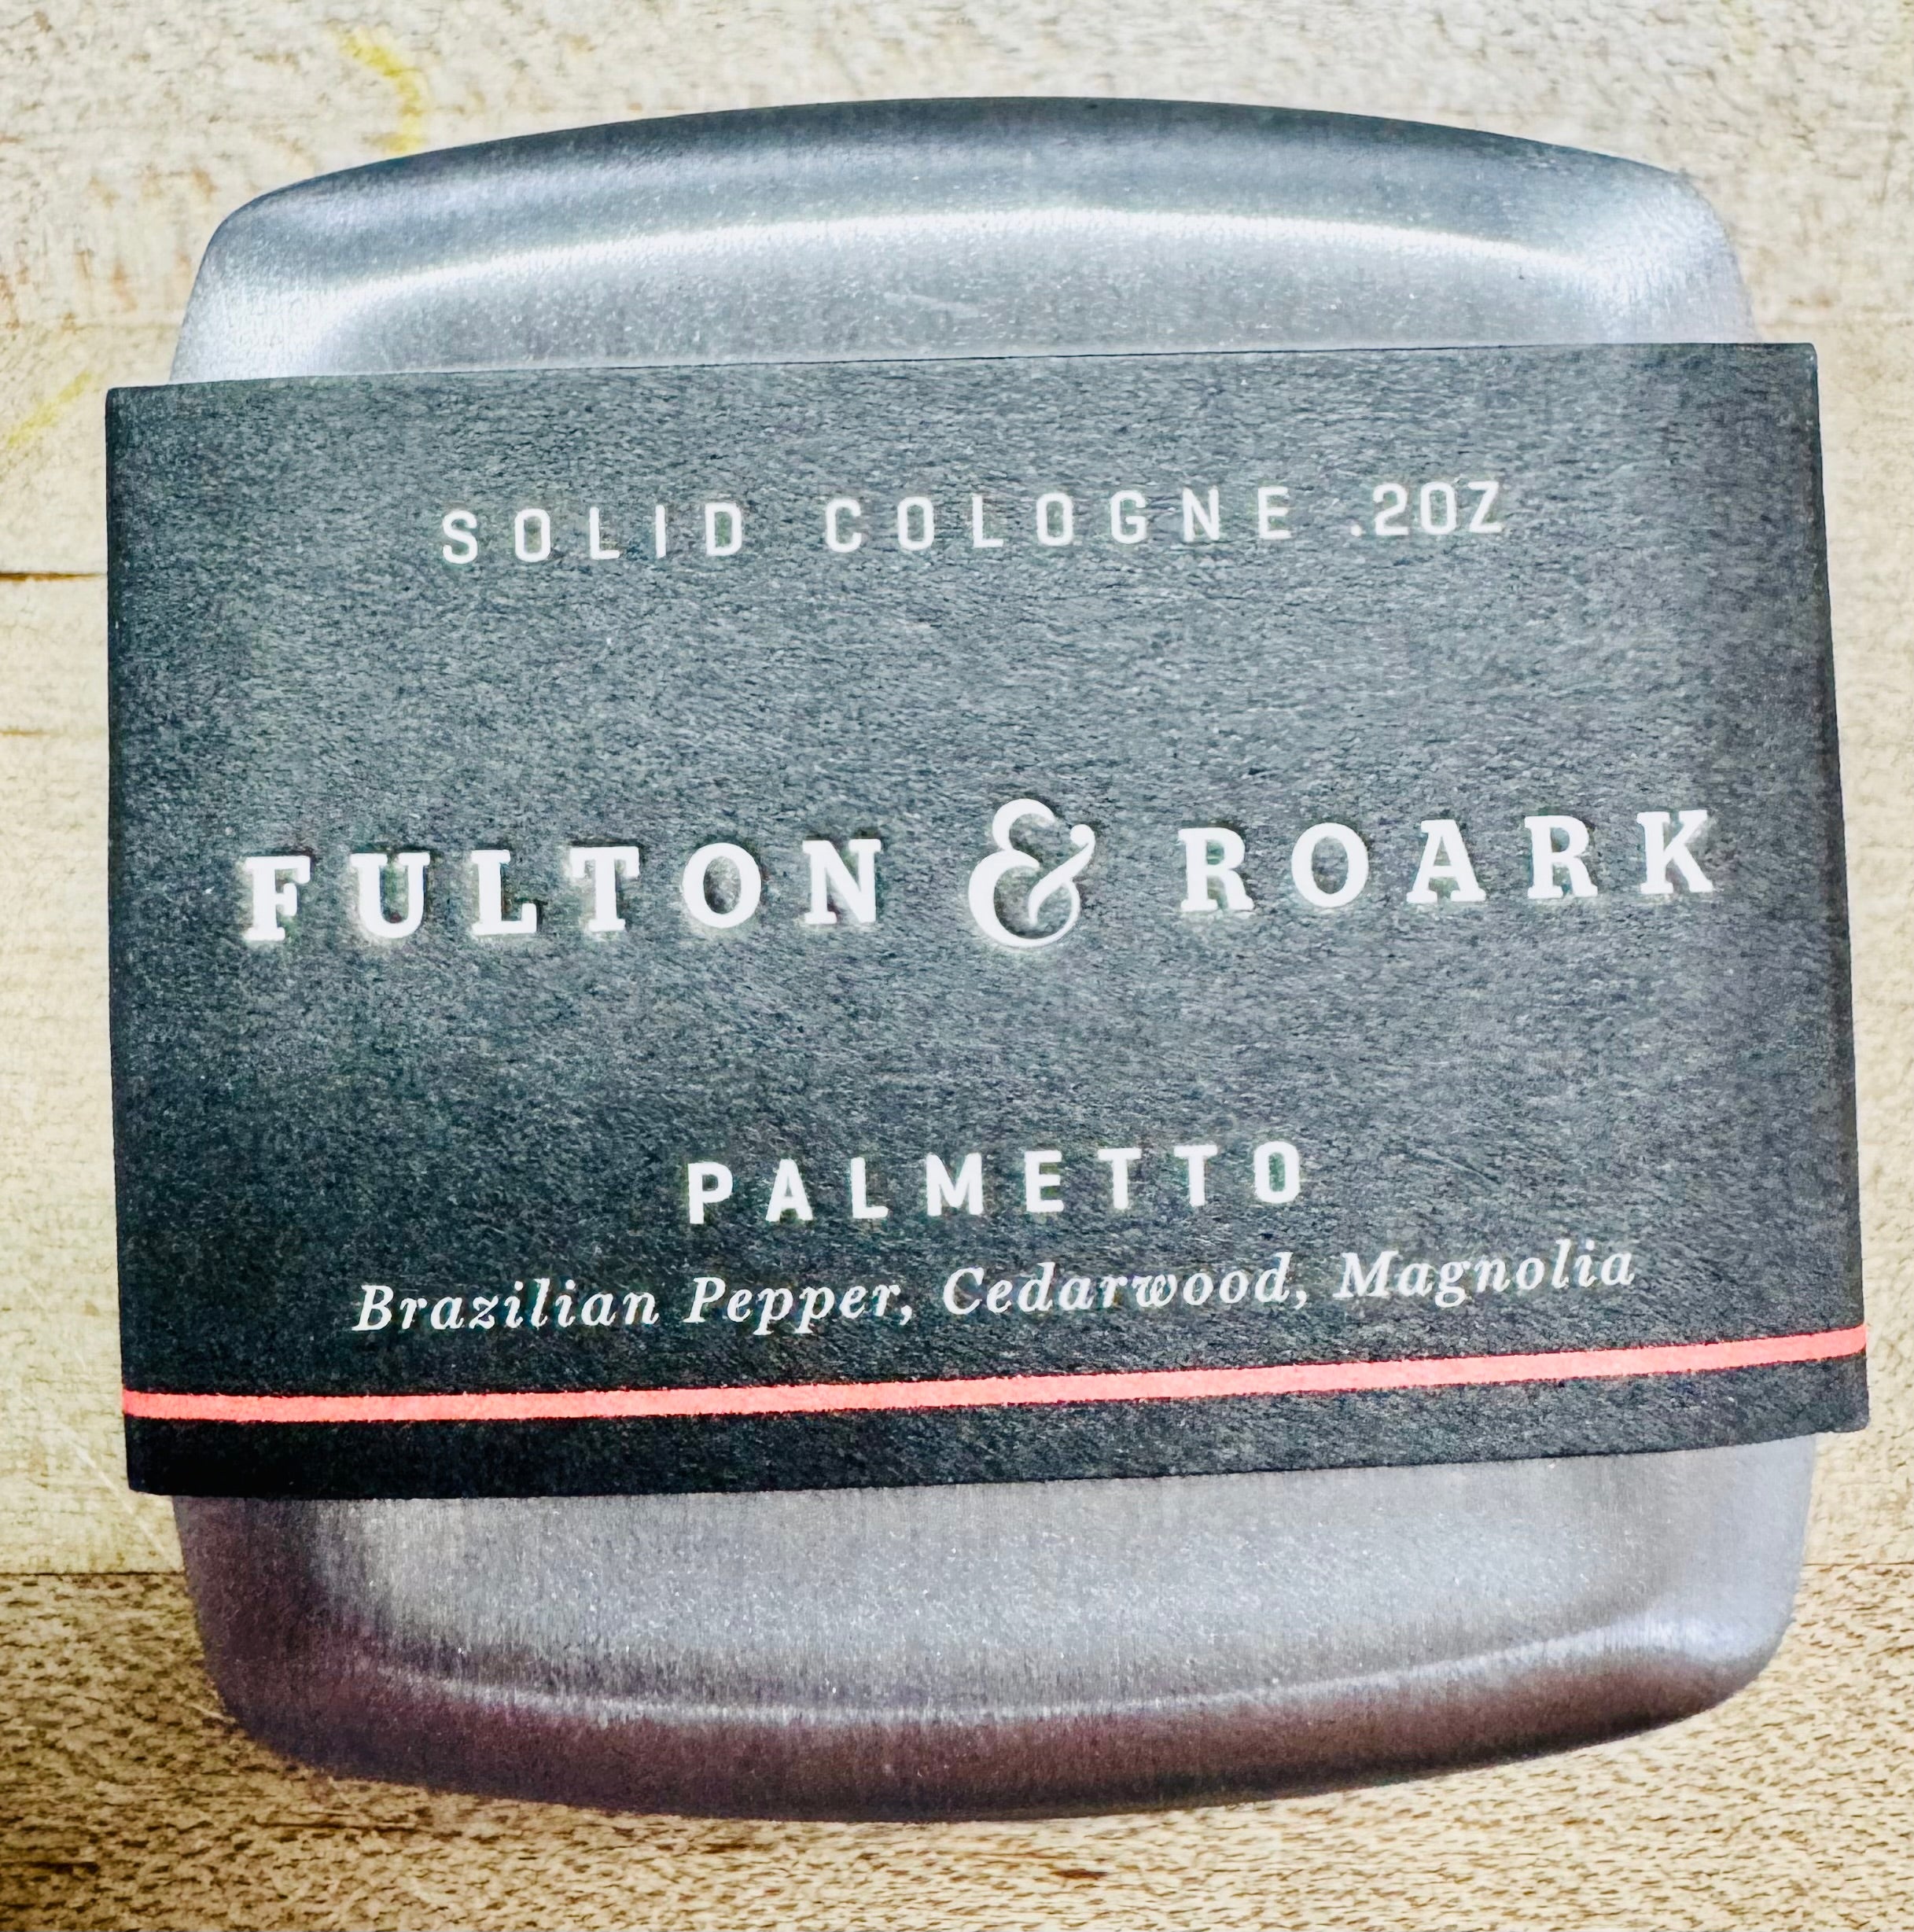 SOLID COLOGNE .2OZ
FULTON & ROARK
PALMETTO
Brazilian Pepper, Cedarwood, Magnolia